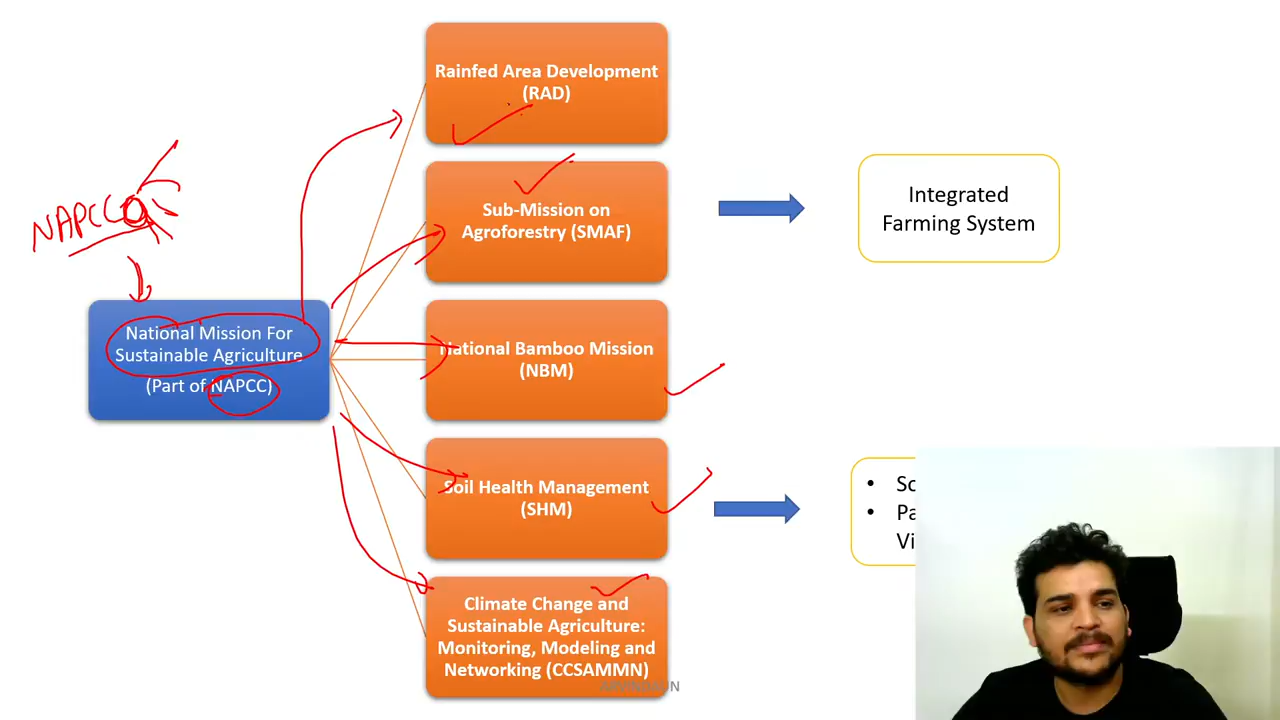 Rainfed Area Development
(RAD)
Sub-Mission on
Agroforestry (SMAF)
Integrated
Farming System
NAPCC
National Mission For
Sustainable Agriculture
(Part of NAPCC)
National Bamboo Mission
(NBM)
Soil Health Management
(SHM)
• So
• Pa
Vi
Climate Change and
Sustainable Agriculture:
Monitoring, Modeling and
Networking (CCSAMMN)